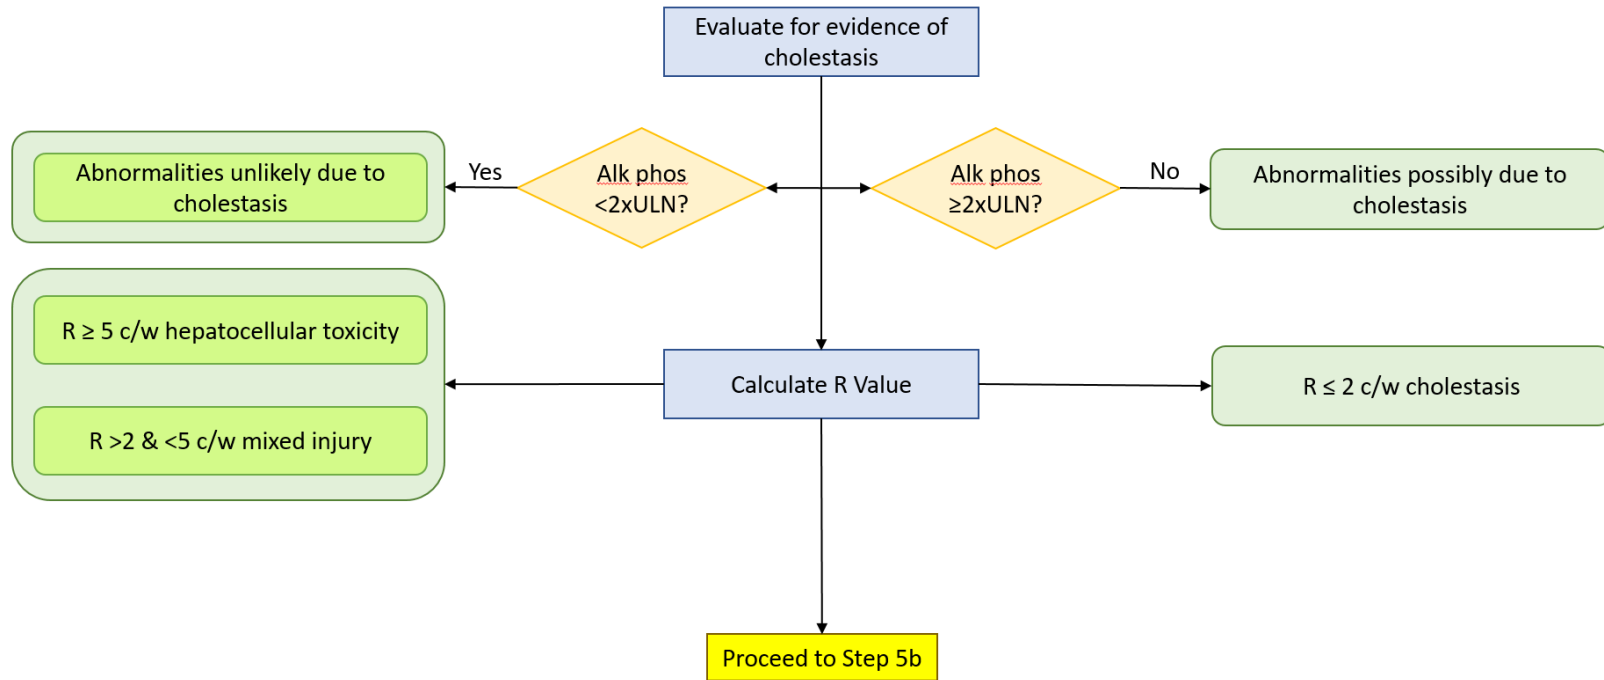 Evaluate for evidence of
cholestasis
Abnormalities unlikely due to
cholestasis
Yes
Alk phos
<2xULN?
Alk phos
≥2xULN?
No
Abnormalities possibly due to
cholestasis
R ≥ 5 c/w hepatocellular toxicity
R >2 & <5 c/w mixed injury
Calculate R Value
R ≤ 2 c/w cholestasis
Proceed to Step 5b